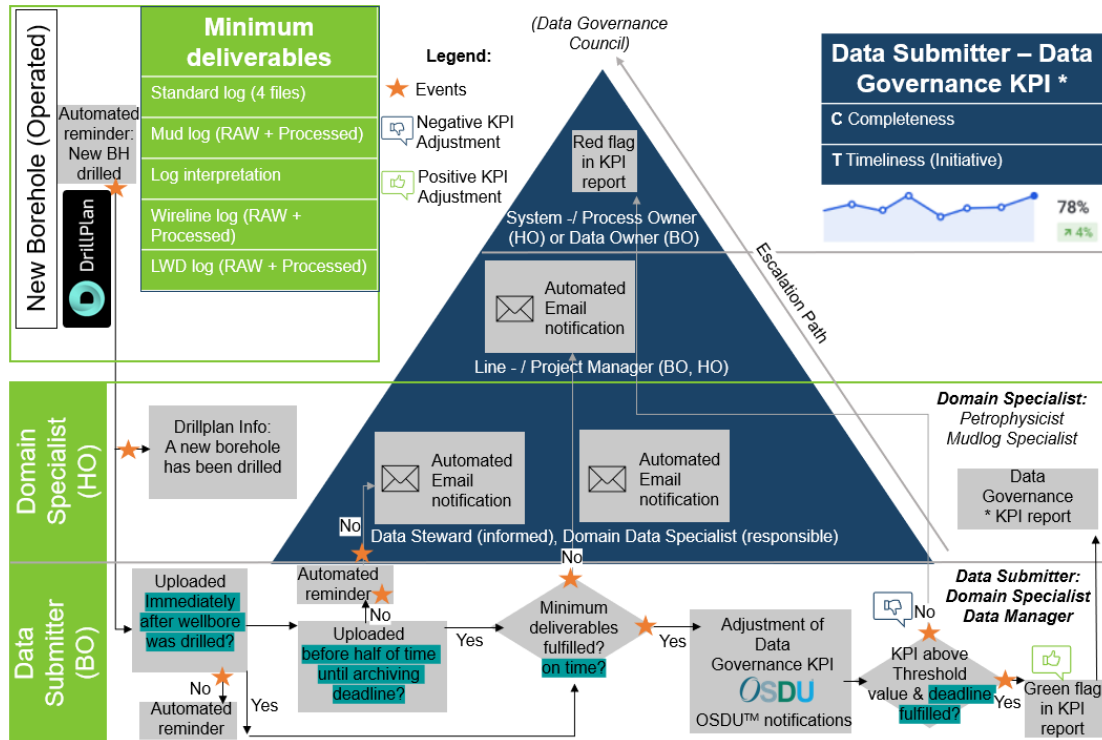 New Borehole (Operated)
Automated
reminder:
New BH
drilled
DrillPlan
Minimum
deliverables
Standard log (4 files)
Mud log (RAW + Processed)
Log interpretation
Wireline log (RAW +
Processed)
LWD log (RAW + Processed)
Legend:
Events
Negative KPI
Adjustment
Positive KPI
Adjustment
(Data Governance
Council)
Escalation Path
Data Submitter – Data
Governance KPI *
C Completeness
T Timeliness (Initiative)
78%
↗ 4%
Red flag
in KPI
report
System -/ Process Owner
(HO) or Data Owner (BO)
Automated
Email
notification
Line - / Project Manager (BO, HO)
Domain
Specialist
(HO)
Drillplan Info:
A new borehole
has been drilled
Automated
Email
notification
Automated
Email
notification
No
Data Steward (informed), Domain Data Specialist (responsible)
Domain Specialist:
Petrophysicist
Mudlog Specialist
Data
Governance
* KPI report
Data
Submitter
(BO)
Uploaded
Immediately
after wellbore
was drilled?
No
Automated
reminder
Yes
Automated
reminder
No
Uploaded
before half of time
until archiving
deadline?
Yes
No
Minimum
deliverables
fulfilled?
on time?
Yes
Adjustment of
Data
Governance KPI
OSDU
OSDU™ notifications
Data Submitter:
Domain Specialist
Data Manager
No
KPI above
Threshold
value & deadline
fulfilled?
Yes
Green flag
in KPI
report